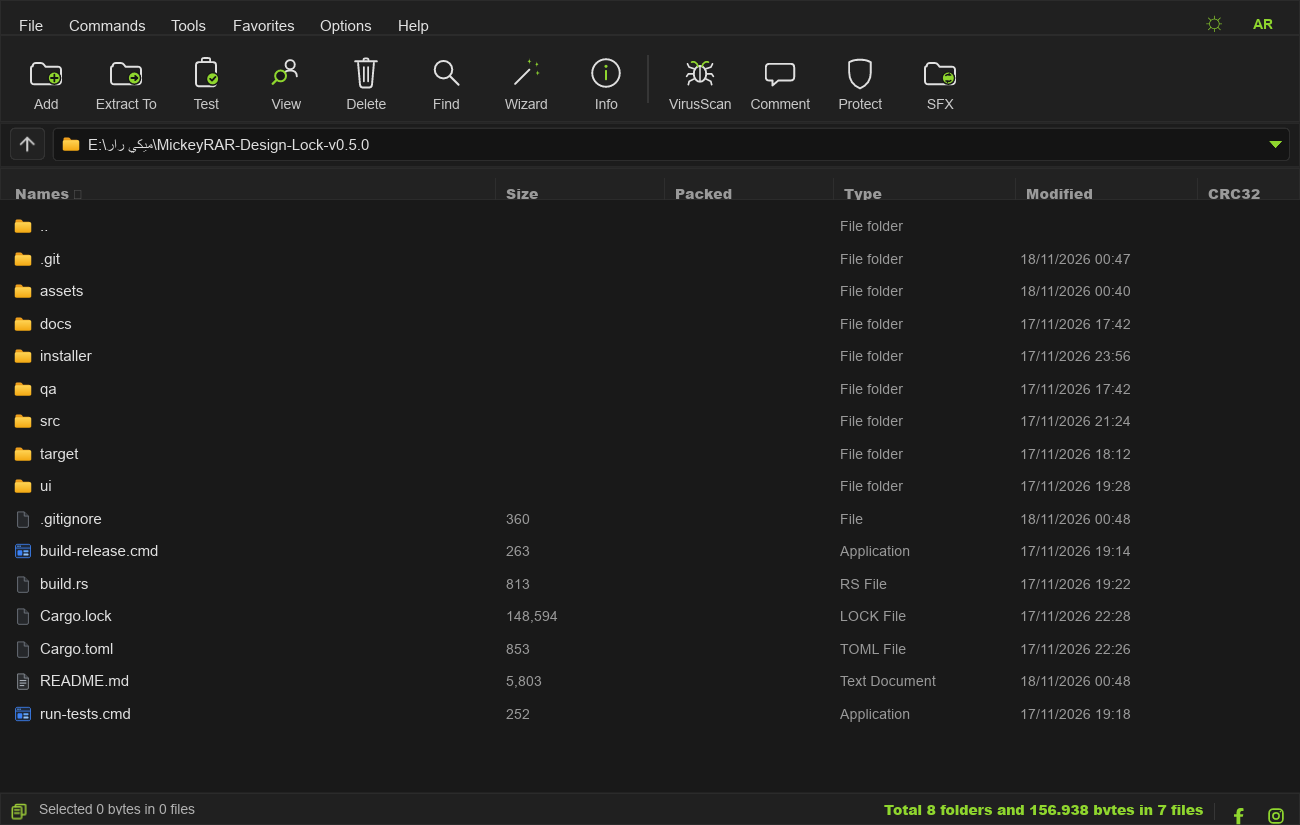 File Commands Tools Favorites Options Help AR
Add Extract To Test View Delete Find Wizard Info VirusScan Comment Protect SFX
E:\ميكي رار\MickeyRAR-Design-Lock-v0.5.0
Names Size Packed Type Modified CRC32
.. File folder
.git File folder 18/11/2026 00:47
assets File folder 18/11/2026 00:40
docs File folder 17/11/2026 17:42
installer File folder 17/11/2026 23:56
qa File folder 17/11/2026 17:42
src File folder 17/11/2026 21:24
target File folder 17/11/2026 18:12
ui File folder 17/11/2026 19:28
.gitignore 360 File 18/11/2026 00:48
build-release.cmd 263 Application 17/11/2026 19:14
build.rs 813 RS File 17/11/2026 19:22
Cargo.lock 148,594 LOCK File 17/11/2026 22:28
Cargo.toml 853 TOML File 17/11/2026 22:26
README.md 5,803 Text Document 18/11/2026 00:48
run-tests.cmd 252 Application 17/11/2026 19:18
Selected 0 bytes in 0 files Total 8 folders and 156,938 bytes in 7 files